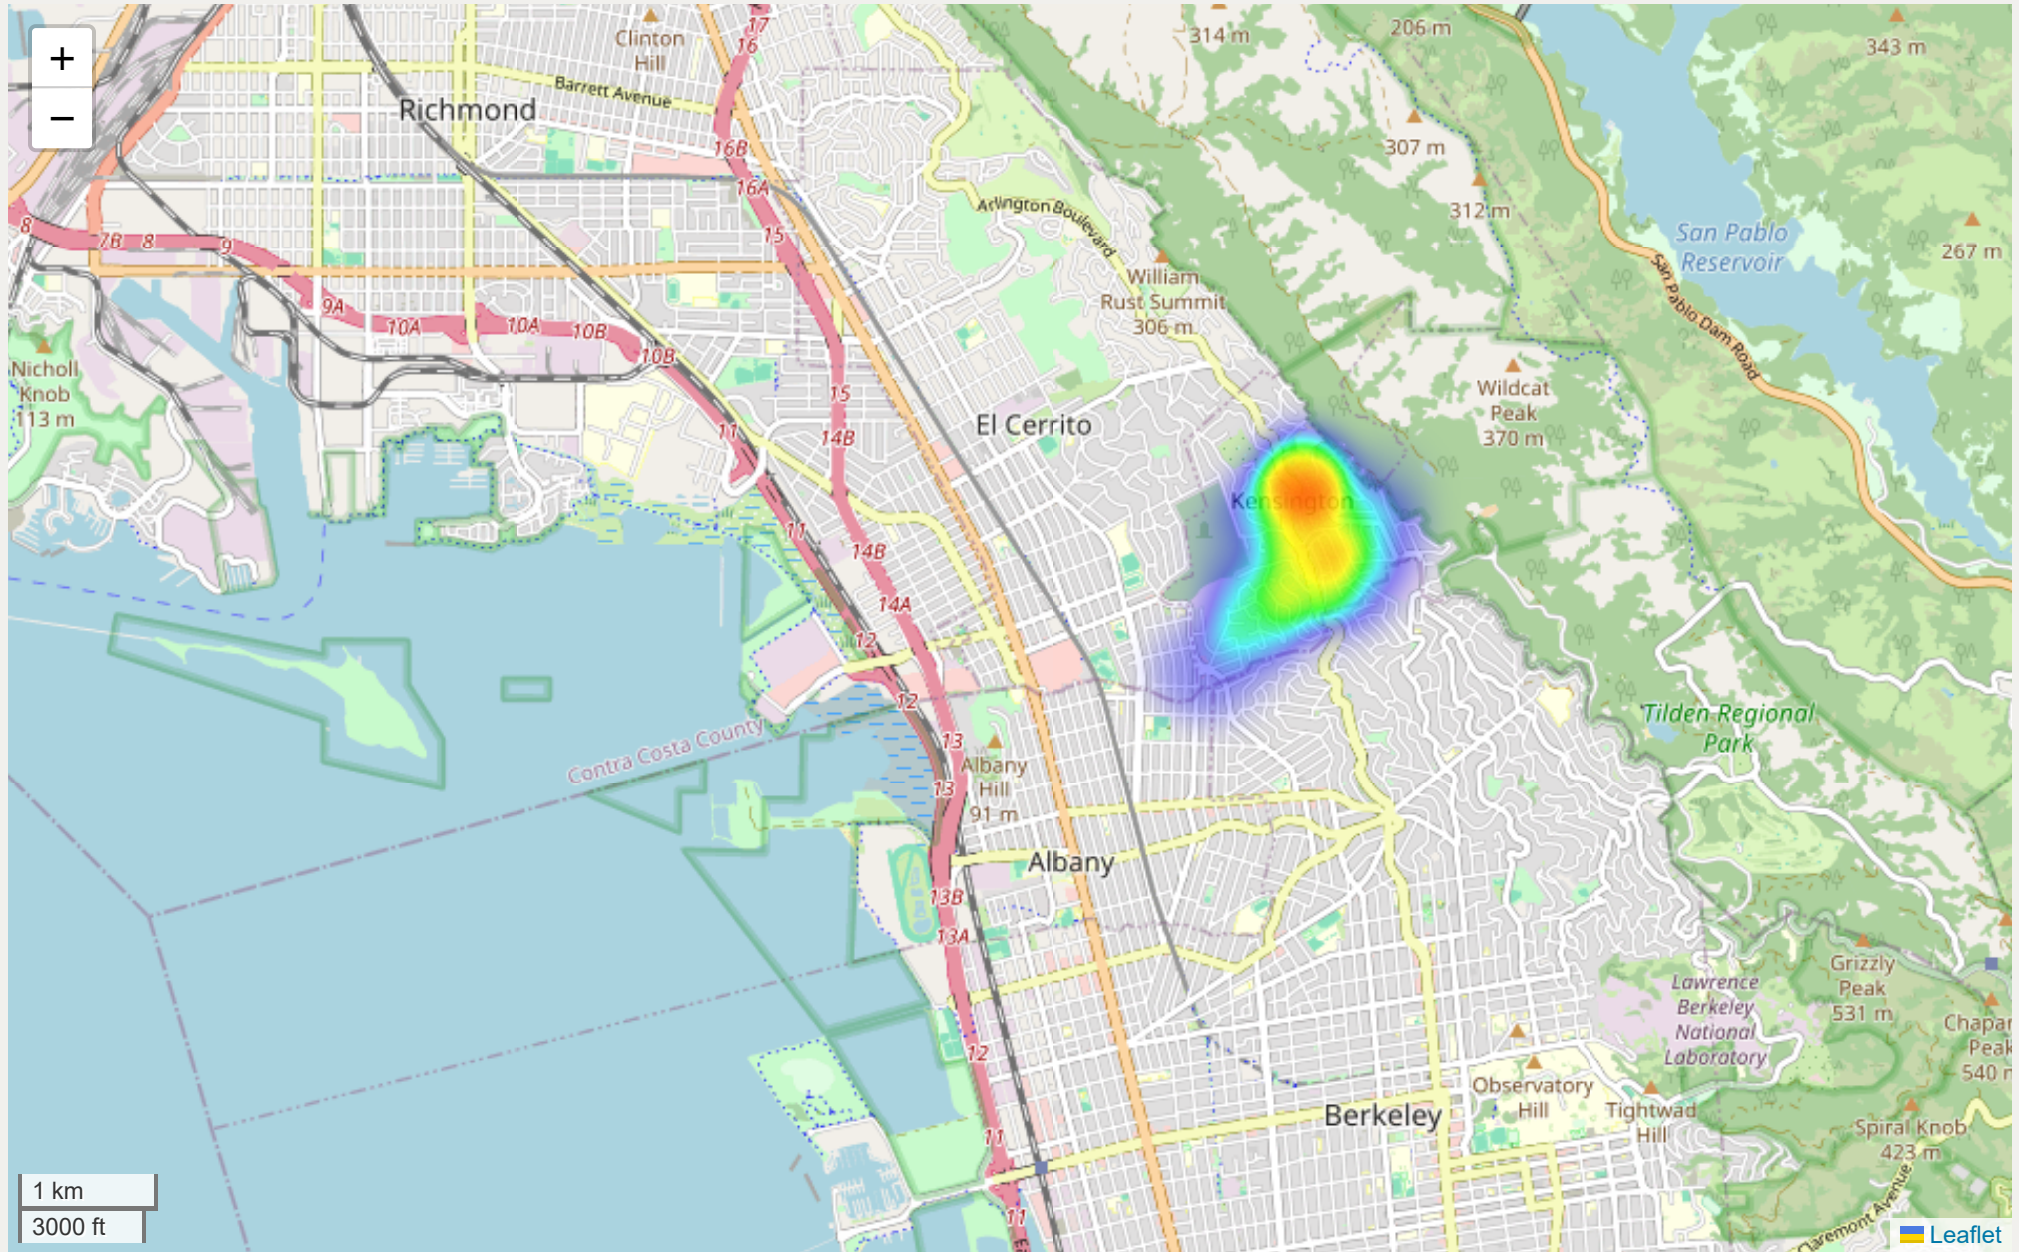 +
−
Clinton
Hill
17
16
314 m
206 m
343 m
Richmond
Barrett Avenue
16B
307 m
16A
Arlington Boulevard
312 m
San Pablo
Reservoir
267 m
8
7B
8
9
15
William
Rust Summit
306 m
9A
10A
10A
10B
10B
San Pablo Dam Road
Nicholl
Knob
113 m
15
Wildcat
Peak
370 m
11
14B
El Cerrito
Kensington
11
14B
14A
12
12
Tilden Regional
Park
Contra Costa County
13
Albany
Hill
91 m
13
Albany
13B
13A
Grizzly
Peak
531 m
Lawrence
Berkeley
National
Laboratory
Chapar
Peak
540 m
12
Observatory
Hill
Tightwad
Hill
Berkeley
Spiral Knob
423 m
11
1 km
3000 ft
11
Claremont Avenue
Leaflet